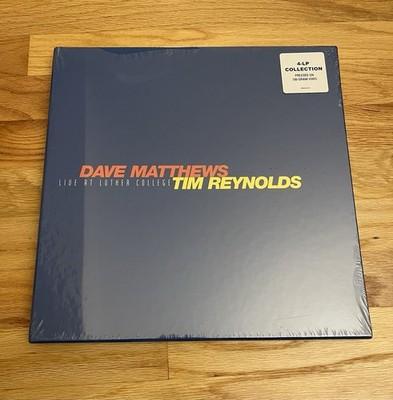 4-LP
COLLECTION
PRESSED ON
180-GRAM VINYL
DAVE MATTHEWS
LIVE AT LUTHER COLLEGE TIM REYNOLDS